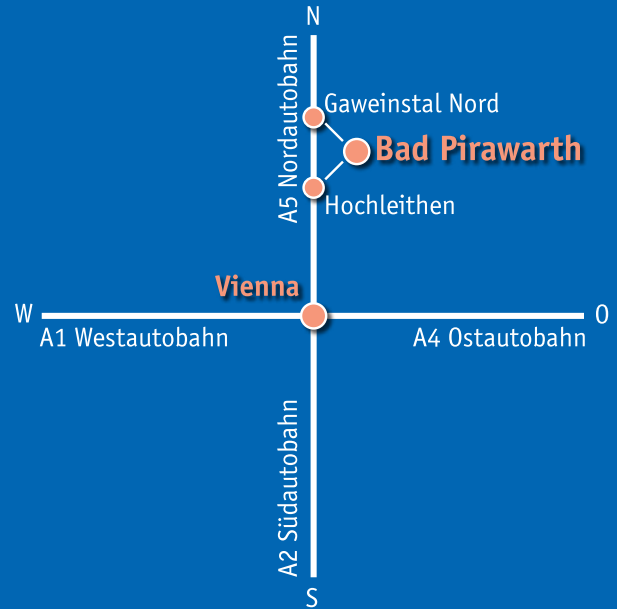 N
A5 Nordautobahn
Gaweinstal Nord
Bad Pirawarth
Hochleithen
Vienna
W
O
A1 Westautobahn
A4 Ostautobahn
A2 Südautobahn
S